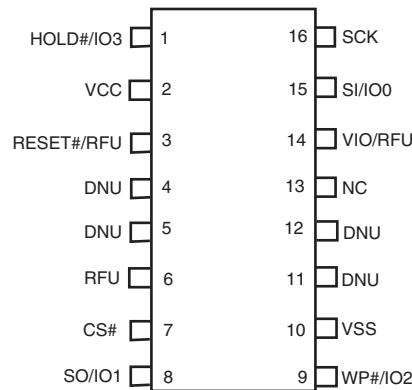 HOLD#/IO3 1 16 SCK
VCC 2 15 SI/IO0
RESET#/RFU 3 14 VIO/RFU
DNU 4 13 NC
DNU 5 12 DNU
RFU 6 11 DNU
CS# 7 10 VSS
SO/IO1 8 9 WP#/IO2